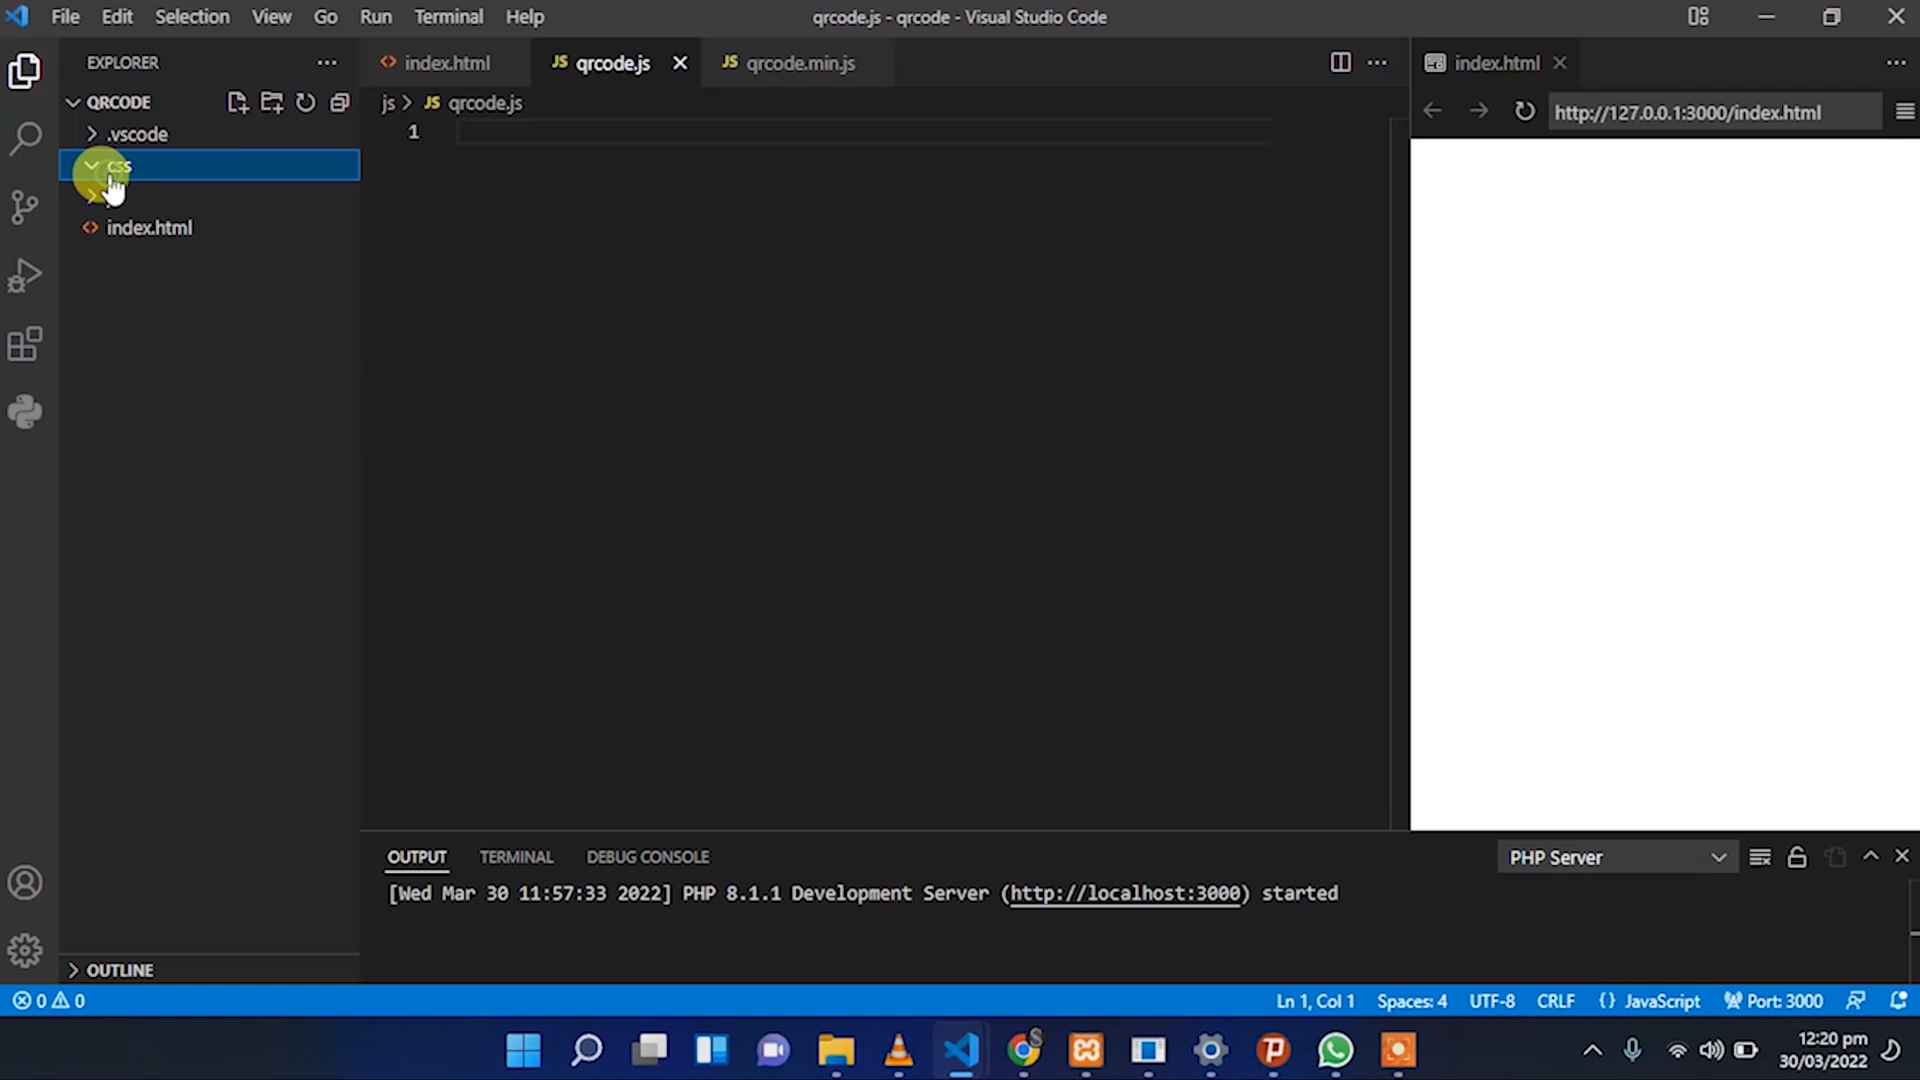 File Edit Selection View Go Run Terminal Help
qrcode.js - qrcode - Visual Studio Code
EXPLORER
QRCODE
.vscode
css
index.html
OUTLINE
index.html
JS qrcode.js
JS qrcode.min.js
js > JS qrcode.js
1
index.html
http://127.0.0.1:3000/index.html
OUTPUT TERMINAL DEBUG CONSOLE
PHP Server
[Wed Mar 30 11:57:33 2022] PHP 8.1.1 Development Server (http://localhost:3000) started
0 0
Ln 1, Col 1 Spaces: 4 UTF-8 CRLF {} JavaScript Port: 3000
S
12:20 pm
30/03/2022